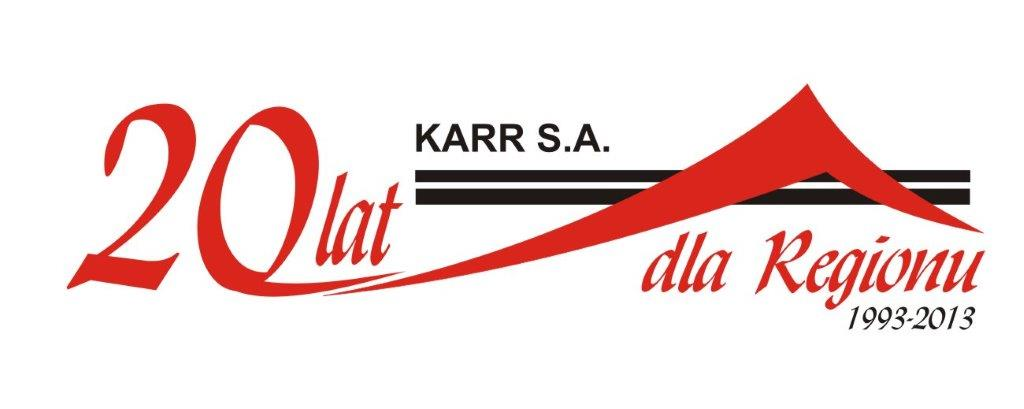 20 lat
KARR S.A.
dla Regionu
1993-2013